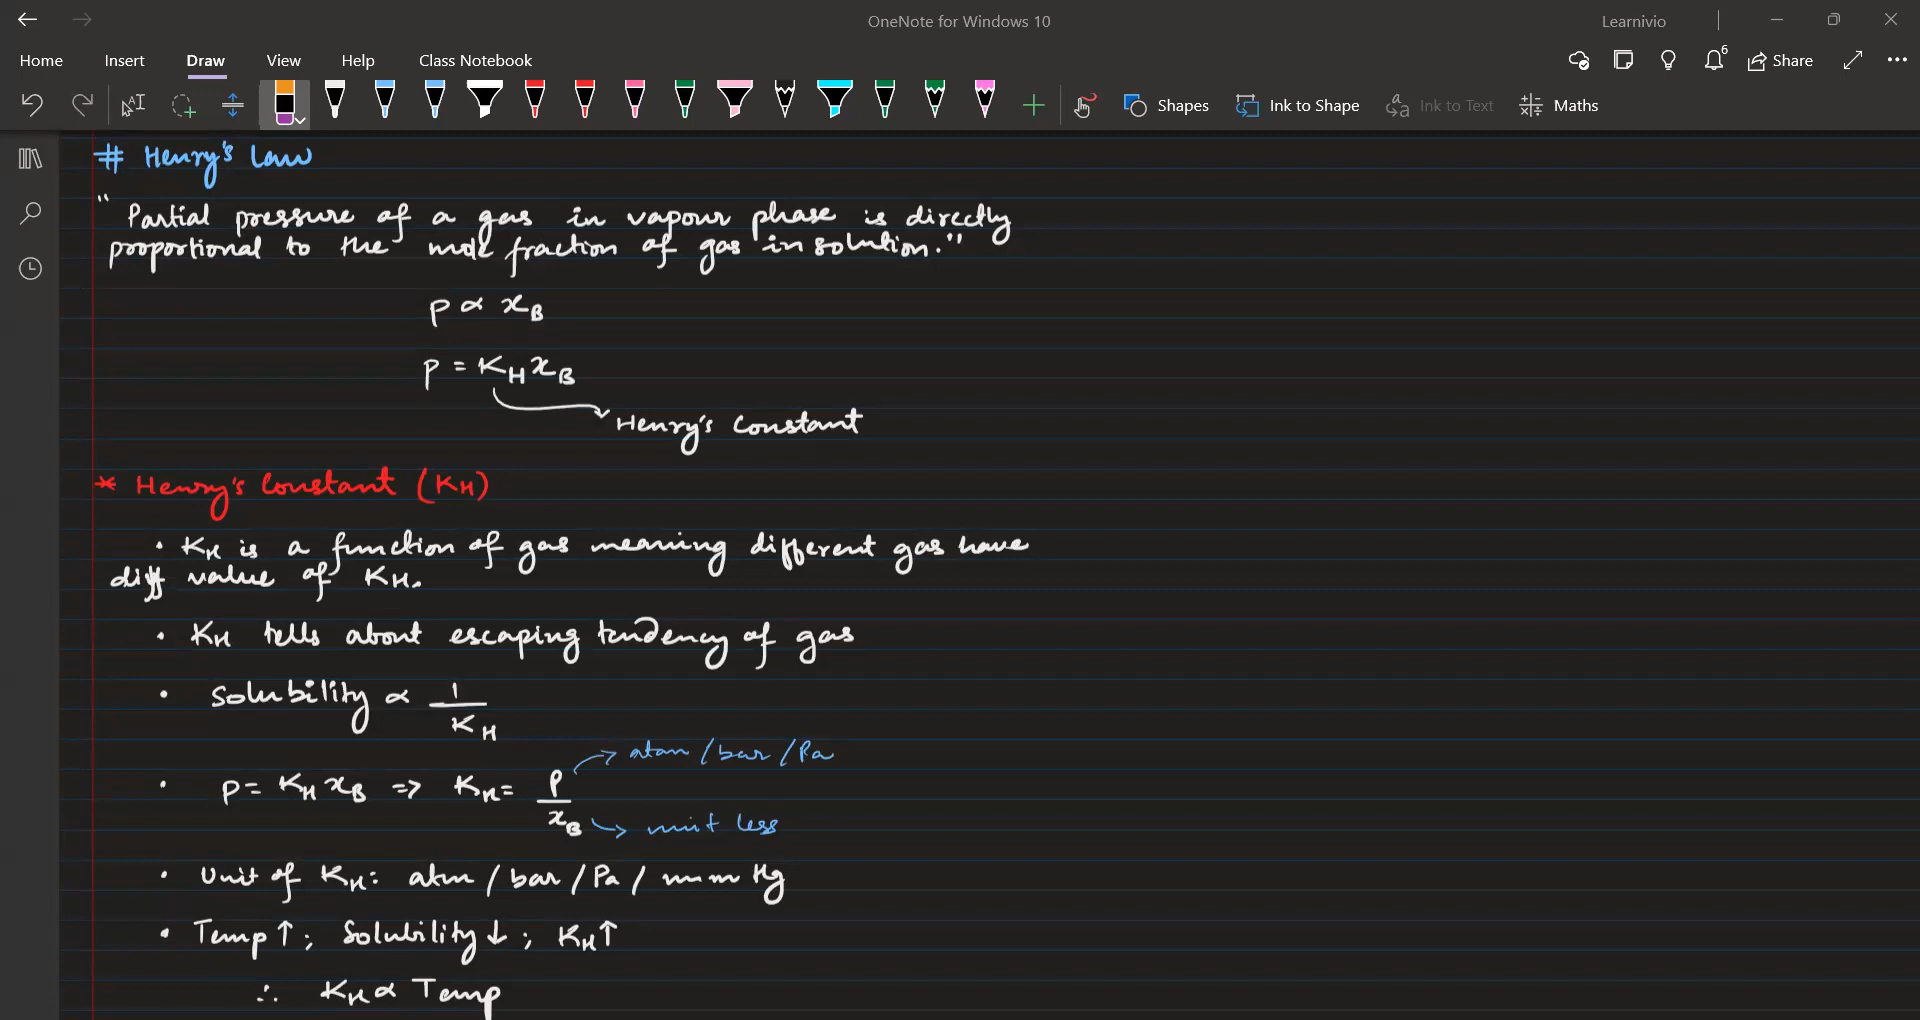 OneNote for Windows 10
Learnivio
Home Insert Draw View Help Class Notebook
6 Share
Shapes Ink to Shape Ink to Text Maths
# Henry's Law
"Partial pressure of a gas in vapour phase is directly
proportional to the mole fraction of gas in solution."
p ∝ xB
p = KH xB
Henry's Constant
* Henry's Constant (KH)
• KH is a function of gas meaning different gas have
diff value of KH.
• KH tells about escaping tendency of gas
• Solubility ∝ 1/KH
→ atm / bar / Pa
• p = KH xB ⇒ KH = p/xB
→ unit less
• Unit of KH: atm / bar / Pa / mm Hg
• Temp ↑ ; Solubility ↓ ; KH ↑
∴ KH ∝ Temp